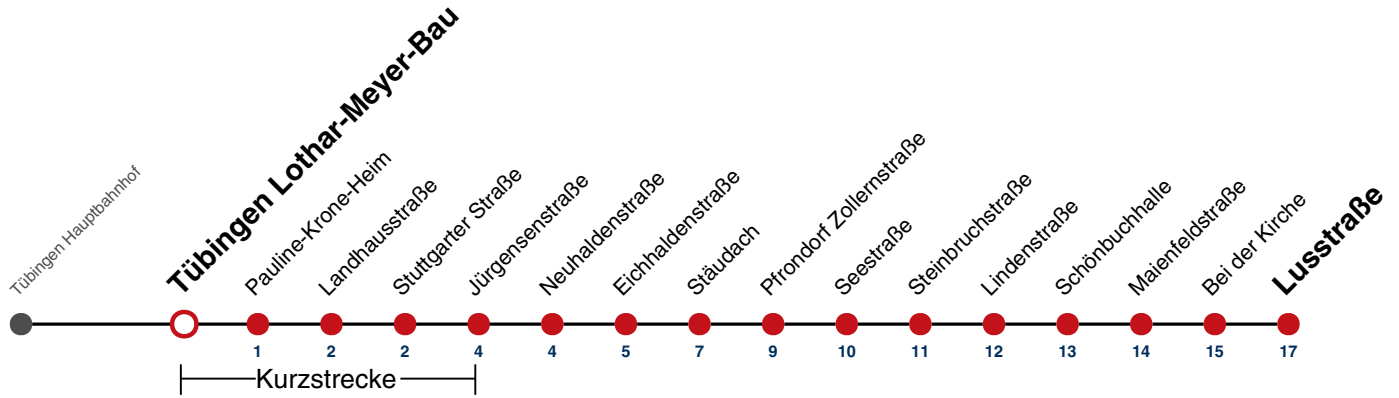 Tübingen Hauptbahnhof
Tübingen Lothar-Meyer-Bau
Pauline-Krone-Heim
Landhausstraße
Stuttgarter Straße
Jürgensenstraße
Neuhaldenstraße
Eichhaldenstraße
Stäudach
Pfrondorf Zollernstraße
Seestraße
Steinbruchstraße
Lindenstraße
Schönbuchhalle
Maienfeldstraße
Bei der Kirche
Lusstraße
1 2 2 4 4 5 7 9 10 11 12 13 14 15 17
Kurzstrecke